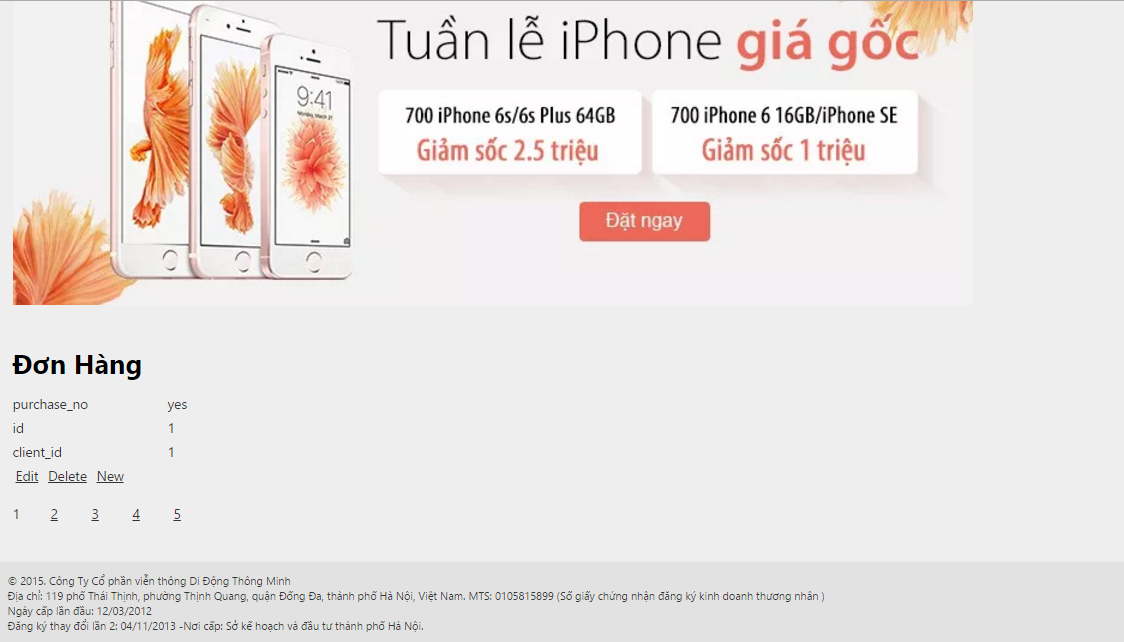 Tuần lễ iPhone giá gốc
9:41
700 iPhone 6s/6s Plus 64GB
Giảm sốc 2.5 triệu
700 iPhone 6 16GB/iPhone SE
Giảm sốc 1 triệu
Đặt ngay
Đơn Hàng
purchase_no yes
id 1
client_id 1
Edit Delete New
1 2 3 4 5
© 2015. Công Ty Cổ phần viễn thông Di Động Thông Minh
Địa chỉ: 119 phố Thái Thịnh, phường Thịnh Quang, quận Đống Đa, thành phố Hà Nội, Việt Nam. MTS: 0105815899 (Số giấy chứng nhận đăng ký kinh doanh thương nhân )
Ngày cấp lần đầu: 12/03/2012
Đăng ký thay đổi lần 2: 04/11/2013 -Nơi cấp: Sở kế hoạch và đầu tư thành phố Hà Nội.